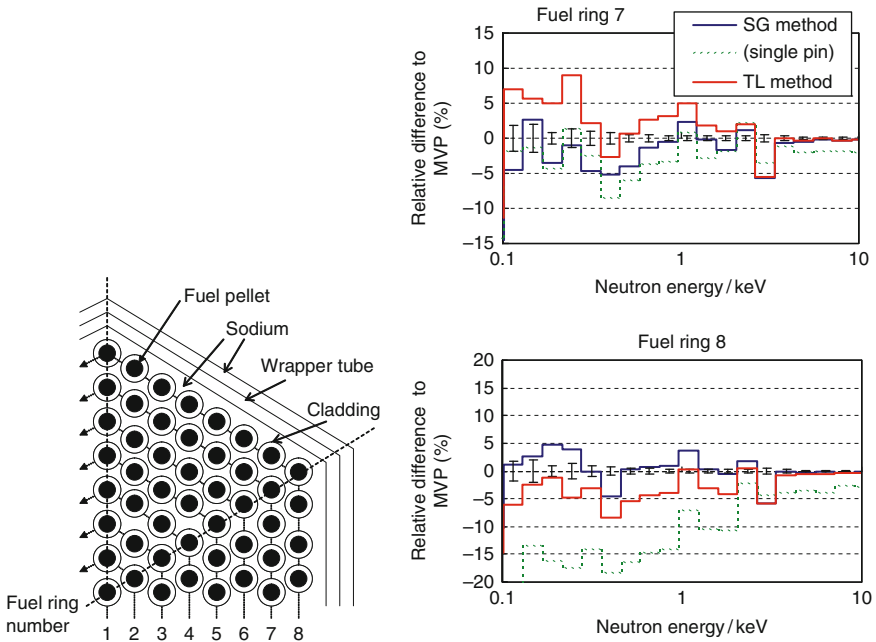 Fuel ring 7
SG method
(single pin)
TL method
Relative difference to
MVP (%)
15
10
5
0
−5
−10
−15
0.1
1
10
Neutron energy/keV
Fuel pellet
Sodium
Wrapper tube
Cladding
Fuel ring
number
1 2 3 4 5 6 7 8
Fuel ring 8
Relative difference to
MVP (%)
20
15
10
5
0
−5
−10
−15
−20
0.1
1
10
Neutron energy/keV